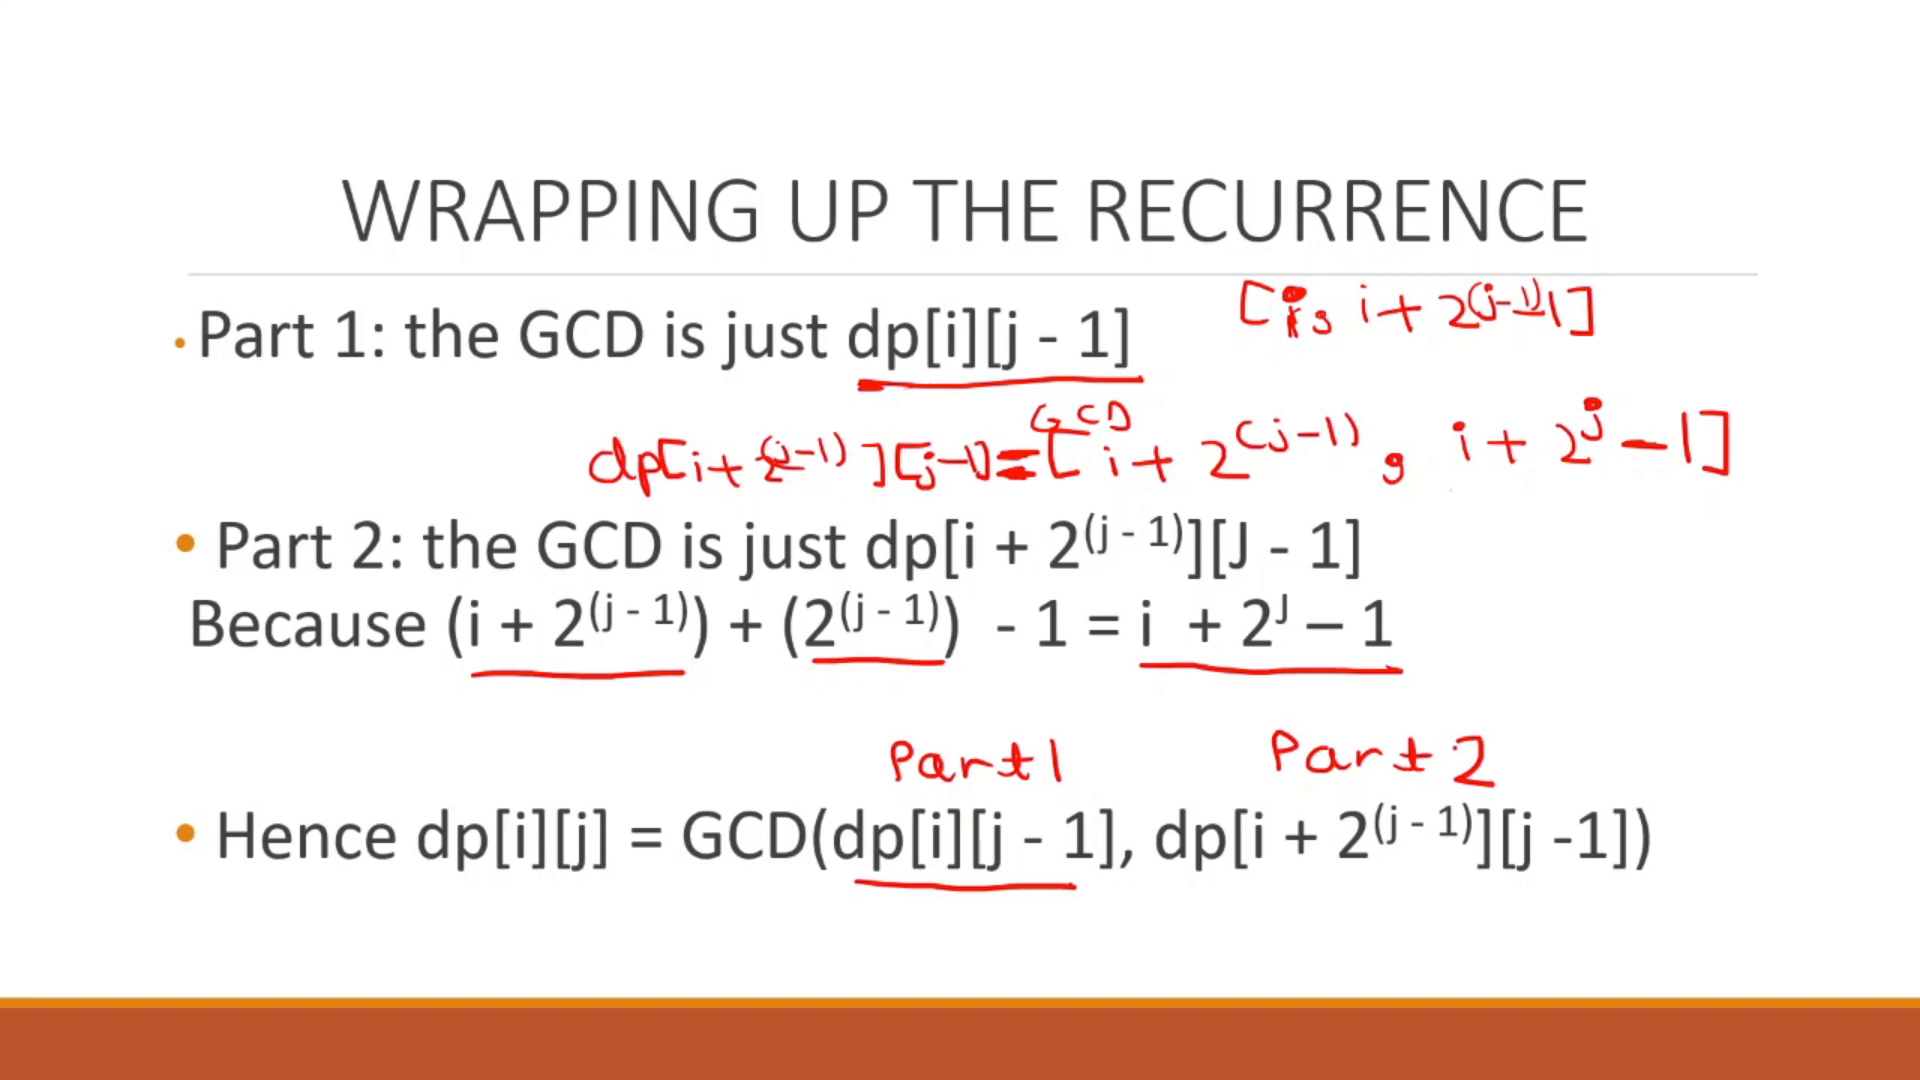 WRAPPING UP THE RECURRENCE
[i, i + 2^(j-1)-1]
• Part 1: the GCD is just dp[i][j - 1]
GCD
dp[i+2^(j-1)][j-1] = [i + 2^(j-1), i + 2^j - 1]
• Part 2: the GCD is just dp[i + 2^(j - 1)][J - 1]
Because (i + 2^(j - 1)) + (2^(j - 1)) - 1 = i + 2^J – 1
Part 1 Part 2
• Hence dp[i][j] = GCD(dp[i][j - 1], dp[i + 2^(j - 1)][j -1])